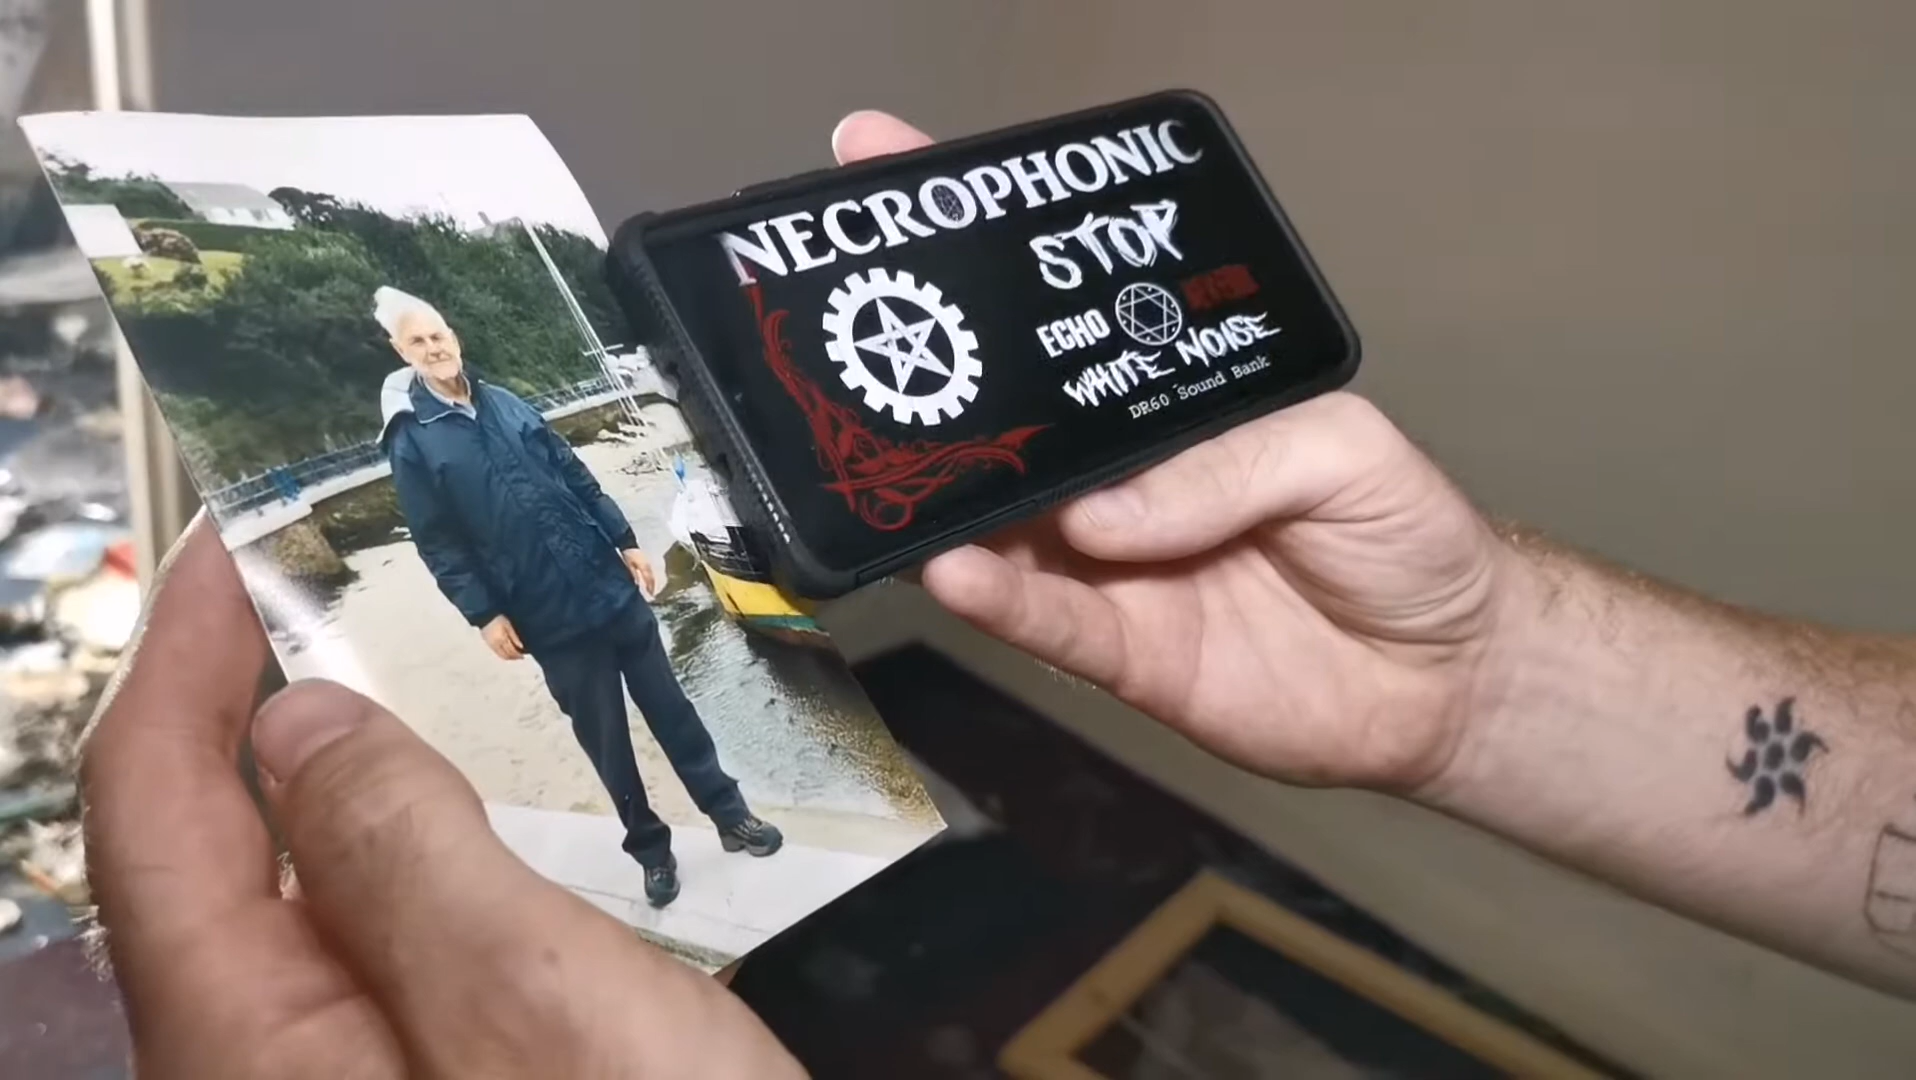 NECROPHONIC
STOP
ECHO
WHITE NOISE
DR60 Sound Bank